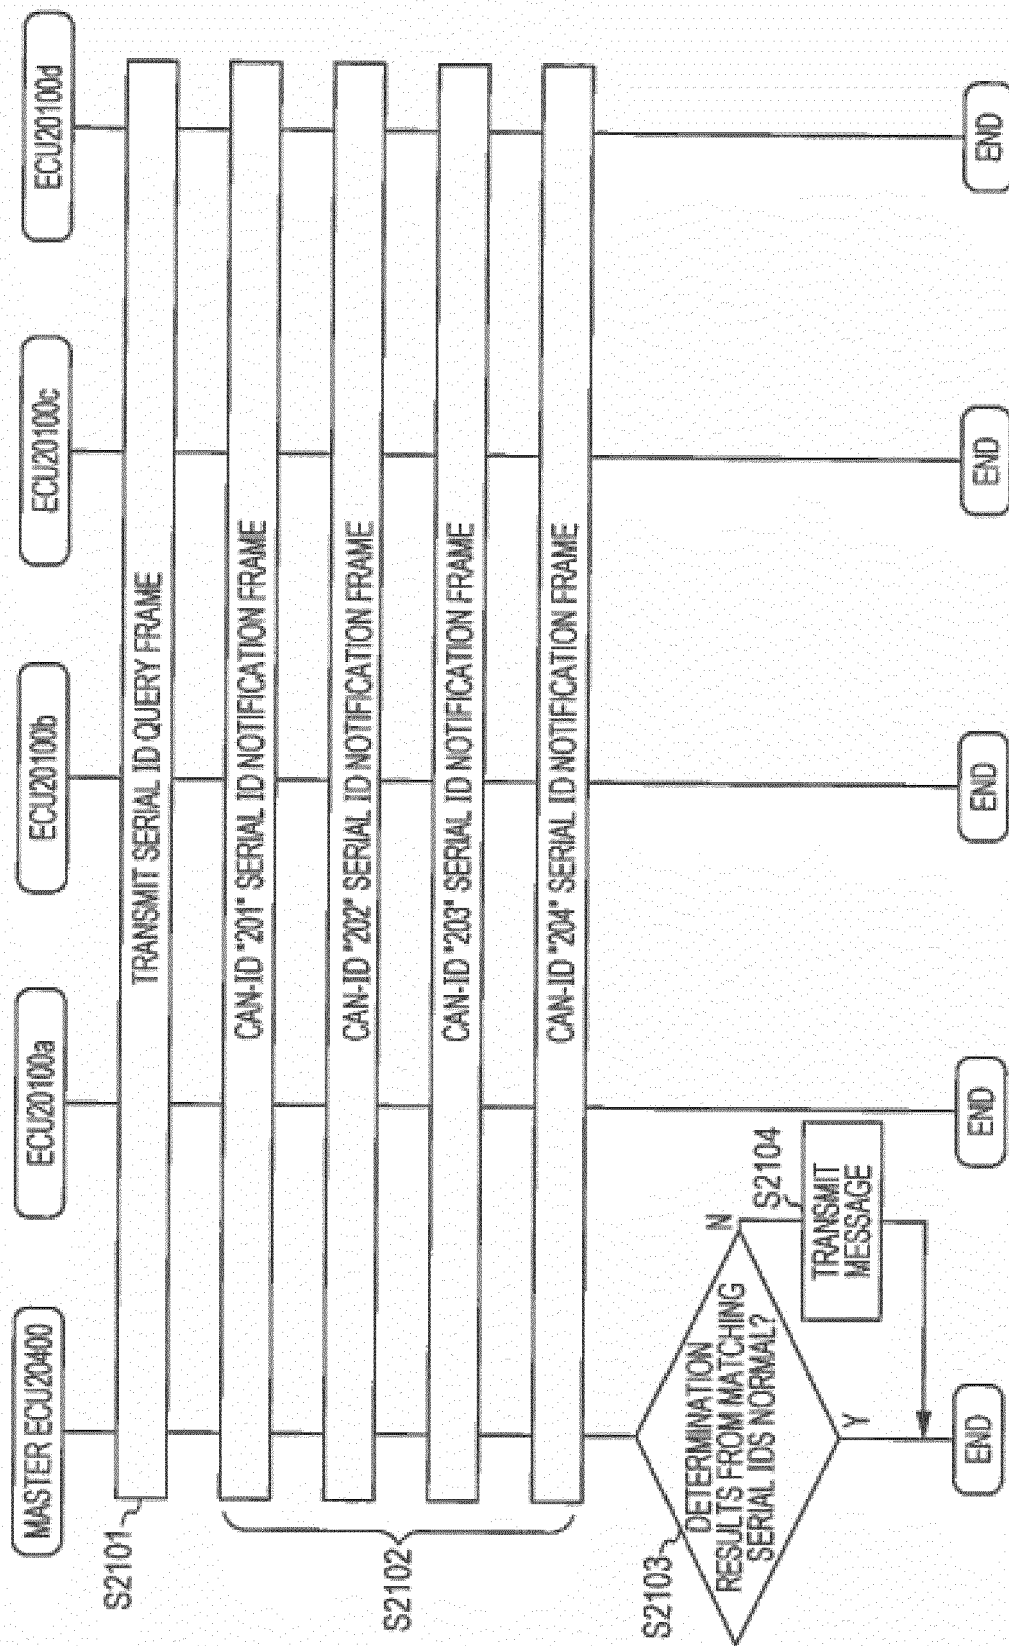 MASTER ECU20400
ECU20100a
ECU20100b
ECU20100c
ECU20100d
S2101
TRANSMIT SERIAL ID QUERY FRAME
S2102
CAN-ID "201" SERIAL ID NOTIFICATION FRAME
CAN-ID "202" SERIAL ID NOTIFICATION FRAME
CAN-ID "203" SERIAL ID NOTIFICATION FRAME
CAN-ID "204" SERIAL ID NOTIFICATION FRAME
S2103
DETERMINATION
RESULTS FROM MATCHING
SERIAL IDS NORMAL?
N
S2104
TRANSMIT
MESSAGE
Y
END
END
END
END
END